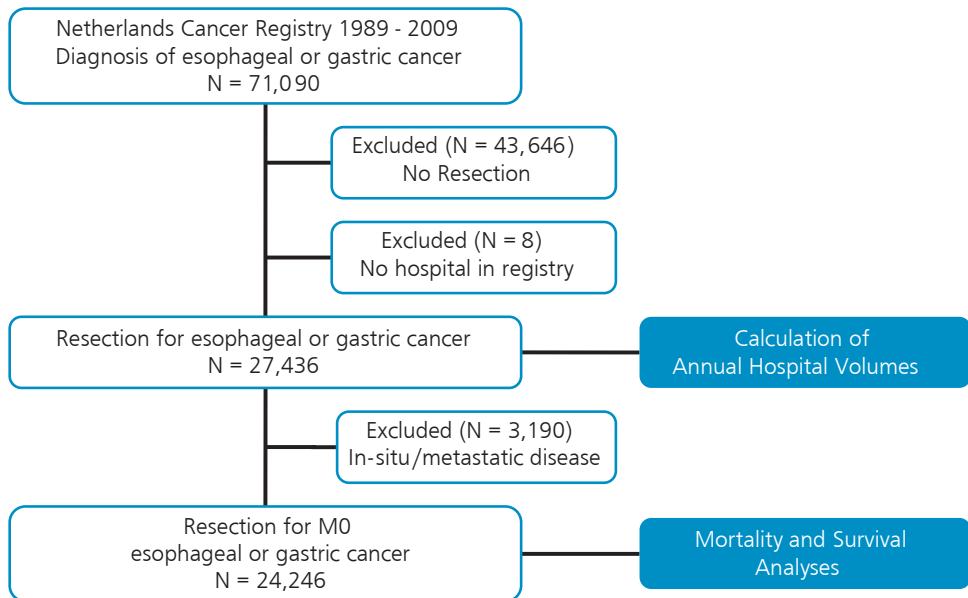 Netherlands Cancer Registry 1989 - 2009
Diagnosis of esophageal or gastric cancer
N = 71,090
Excluded (N = 43,646)
No Resection
Excluded (N = 8)
No hospital in registry
Resection for esophageal or gastric cancer
N = 27,436
Calculation of
Annual Hospital Volumes
Excluded (N = 3,190)
In-situ/metastatic disease
Resection for M0
esophageal or gastric cancer
N = 24,246
Mortality and Survival
Analyses